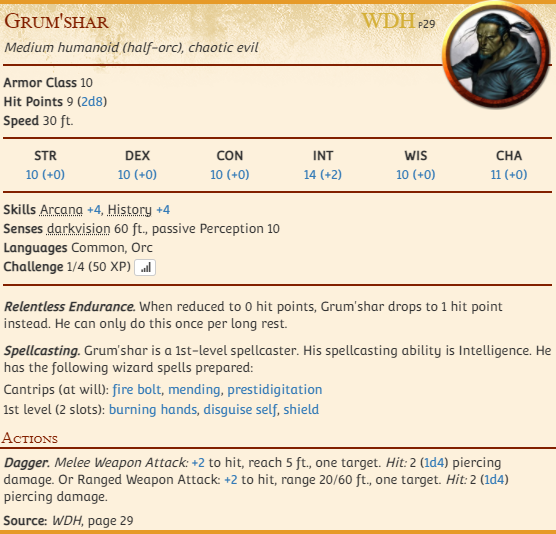 Grum'shar WDH p29
Medium humanoid (half-orc), chaotic evil
Armor Class 10
Hit Points 9 (2d8)
Speed 30 ft.
STR DEX CON INT WIS CHA
10 (+0) 10 (+0) 10 (+0) 14 (+2) 10 (+0) 11 (+0)
Skills Arcana +4, History +4
Senses darkvision 60 ft., passive Perception 10
Languages Common, Orc
Challenge 1/4 (50 XP)
Relentless Endurance. When reduced to 0 hit points, Grum'shar drops to 1 hit point
instead. He can only do this once per long rest.
Spellcasting. Grum'shar is a 1st-level spellcaster. His spellcasting ability is Intelligence. He
has the following wizard spells prepared:
Cantrips (at will): fire bolt, mending, prestidigitation
1st level (2 slots): burning hands, disguise self, shield
Actions
Dagger. Melee Weapon Attack: +2 to hit, reach 5 ft., one target. Hit: 2 (1d4) piercing
damage. Or Ranged Weapon Attack: +2 to hit, range 20/60 ft., one target. Hit: 2 (1d4)
piercing damage.
Source: WDH, page 29